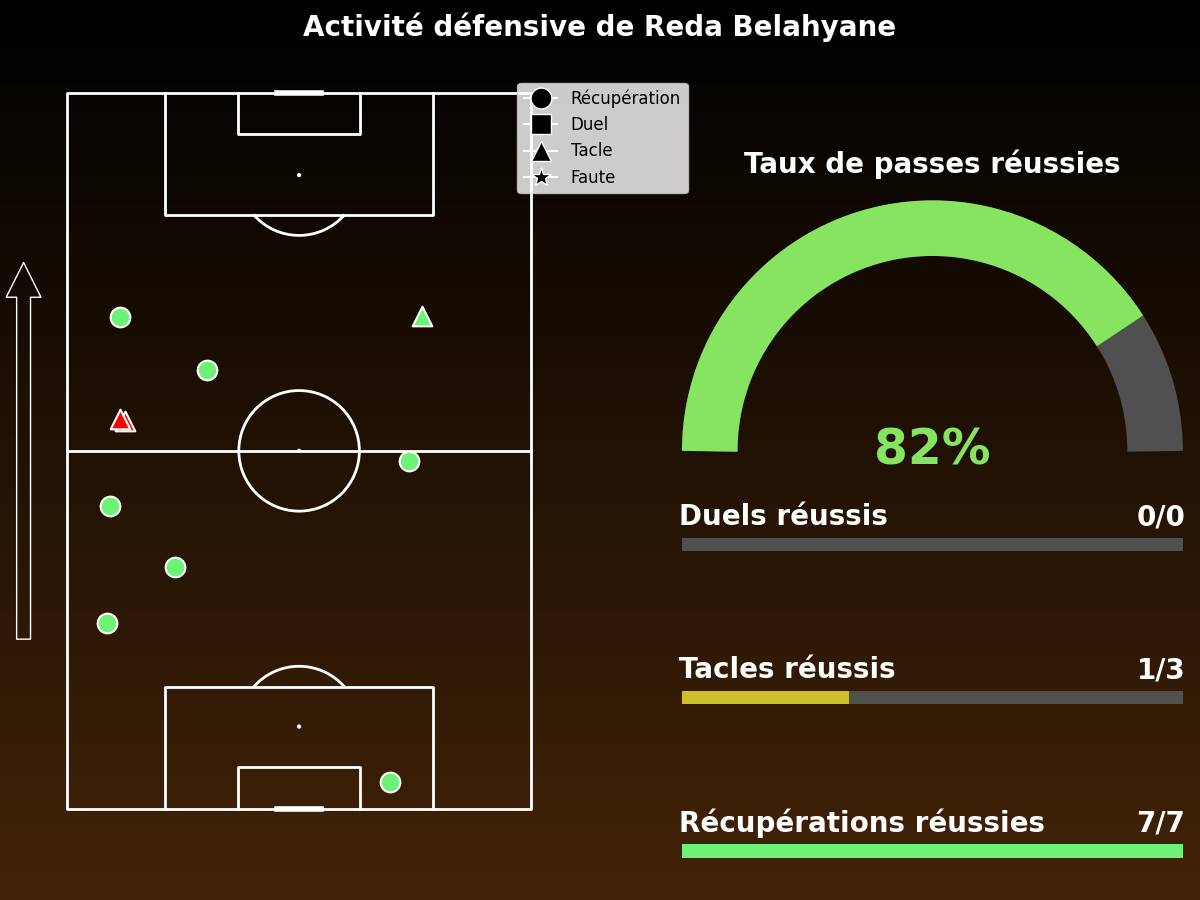 Activité défensive de Reda Belahyane
Récupération
Duel
Tacle
Faute
Taux de passes réussies
82%
Duels réussis 0/0
Tacles réussis 1/3
Récupérations réussies 7/7